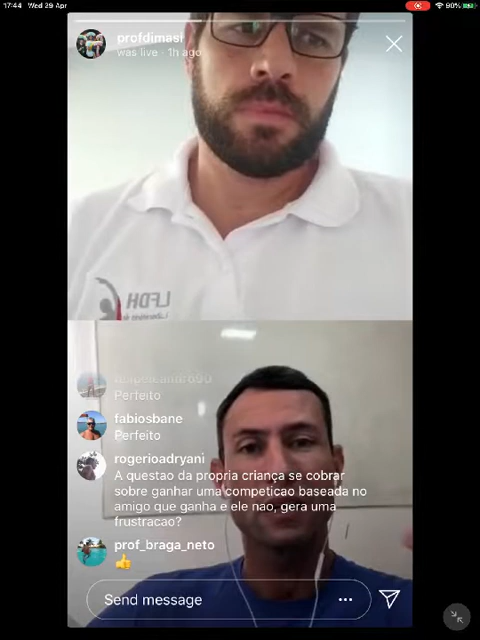 17:44 Wed 29 Apr
90%
profdimasi
was live · 1h ago
LFDH
Perfeito
fabiosbane
Perfeito
rogerioadryani
A questao da propria criança se cobrar
sobre ganhar uma competicao baseada no
amigo que ganha e ele nao, gera uma
frustracao?
prof_braga_neto
👍
Send message